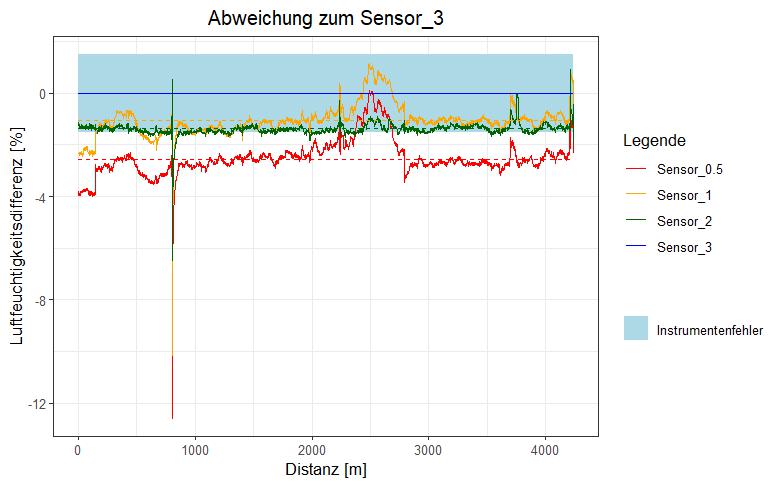 Abweichung zum Sensor_3
Luftfeuchtigkeitsdifferenz [%]
0
-4
-8
-12
0 1000 2000 3000 4000
Distanz [m]
Legende
Sensor_0.5
Sensor_1
Sensor_2
Sensor_3
Instrumentenfehler